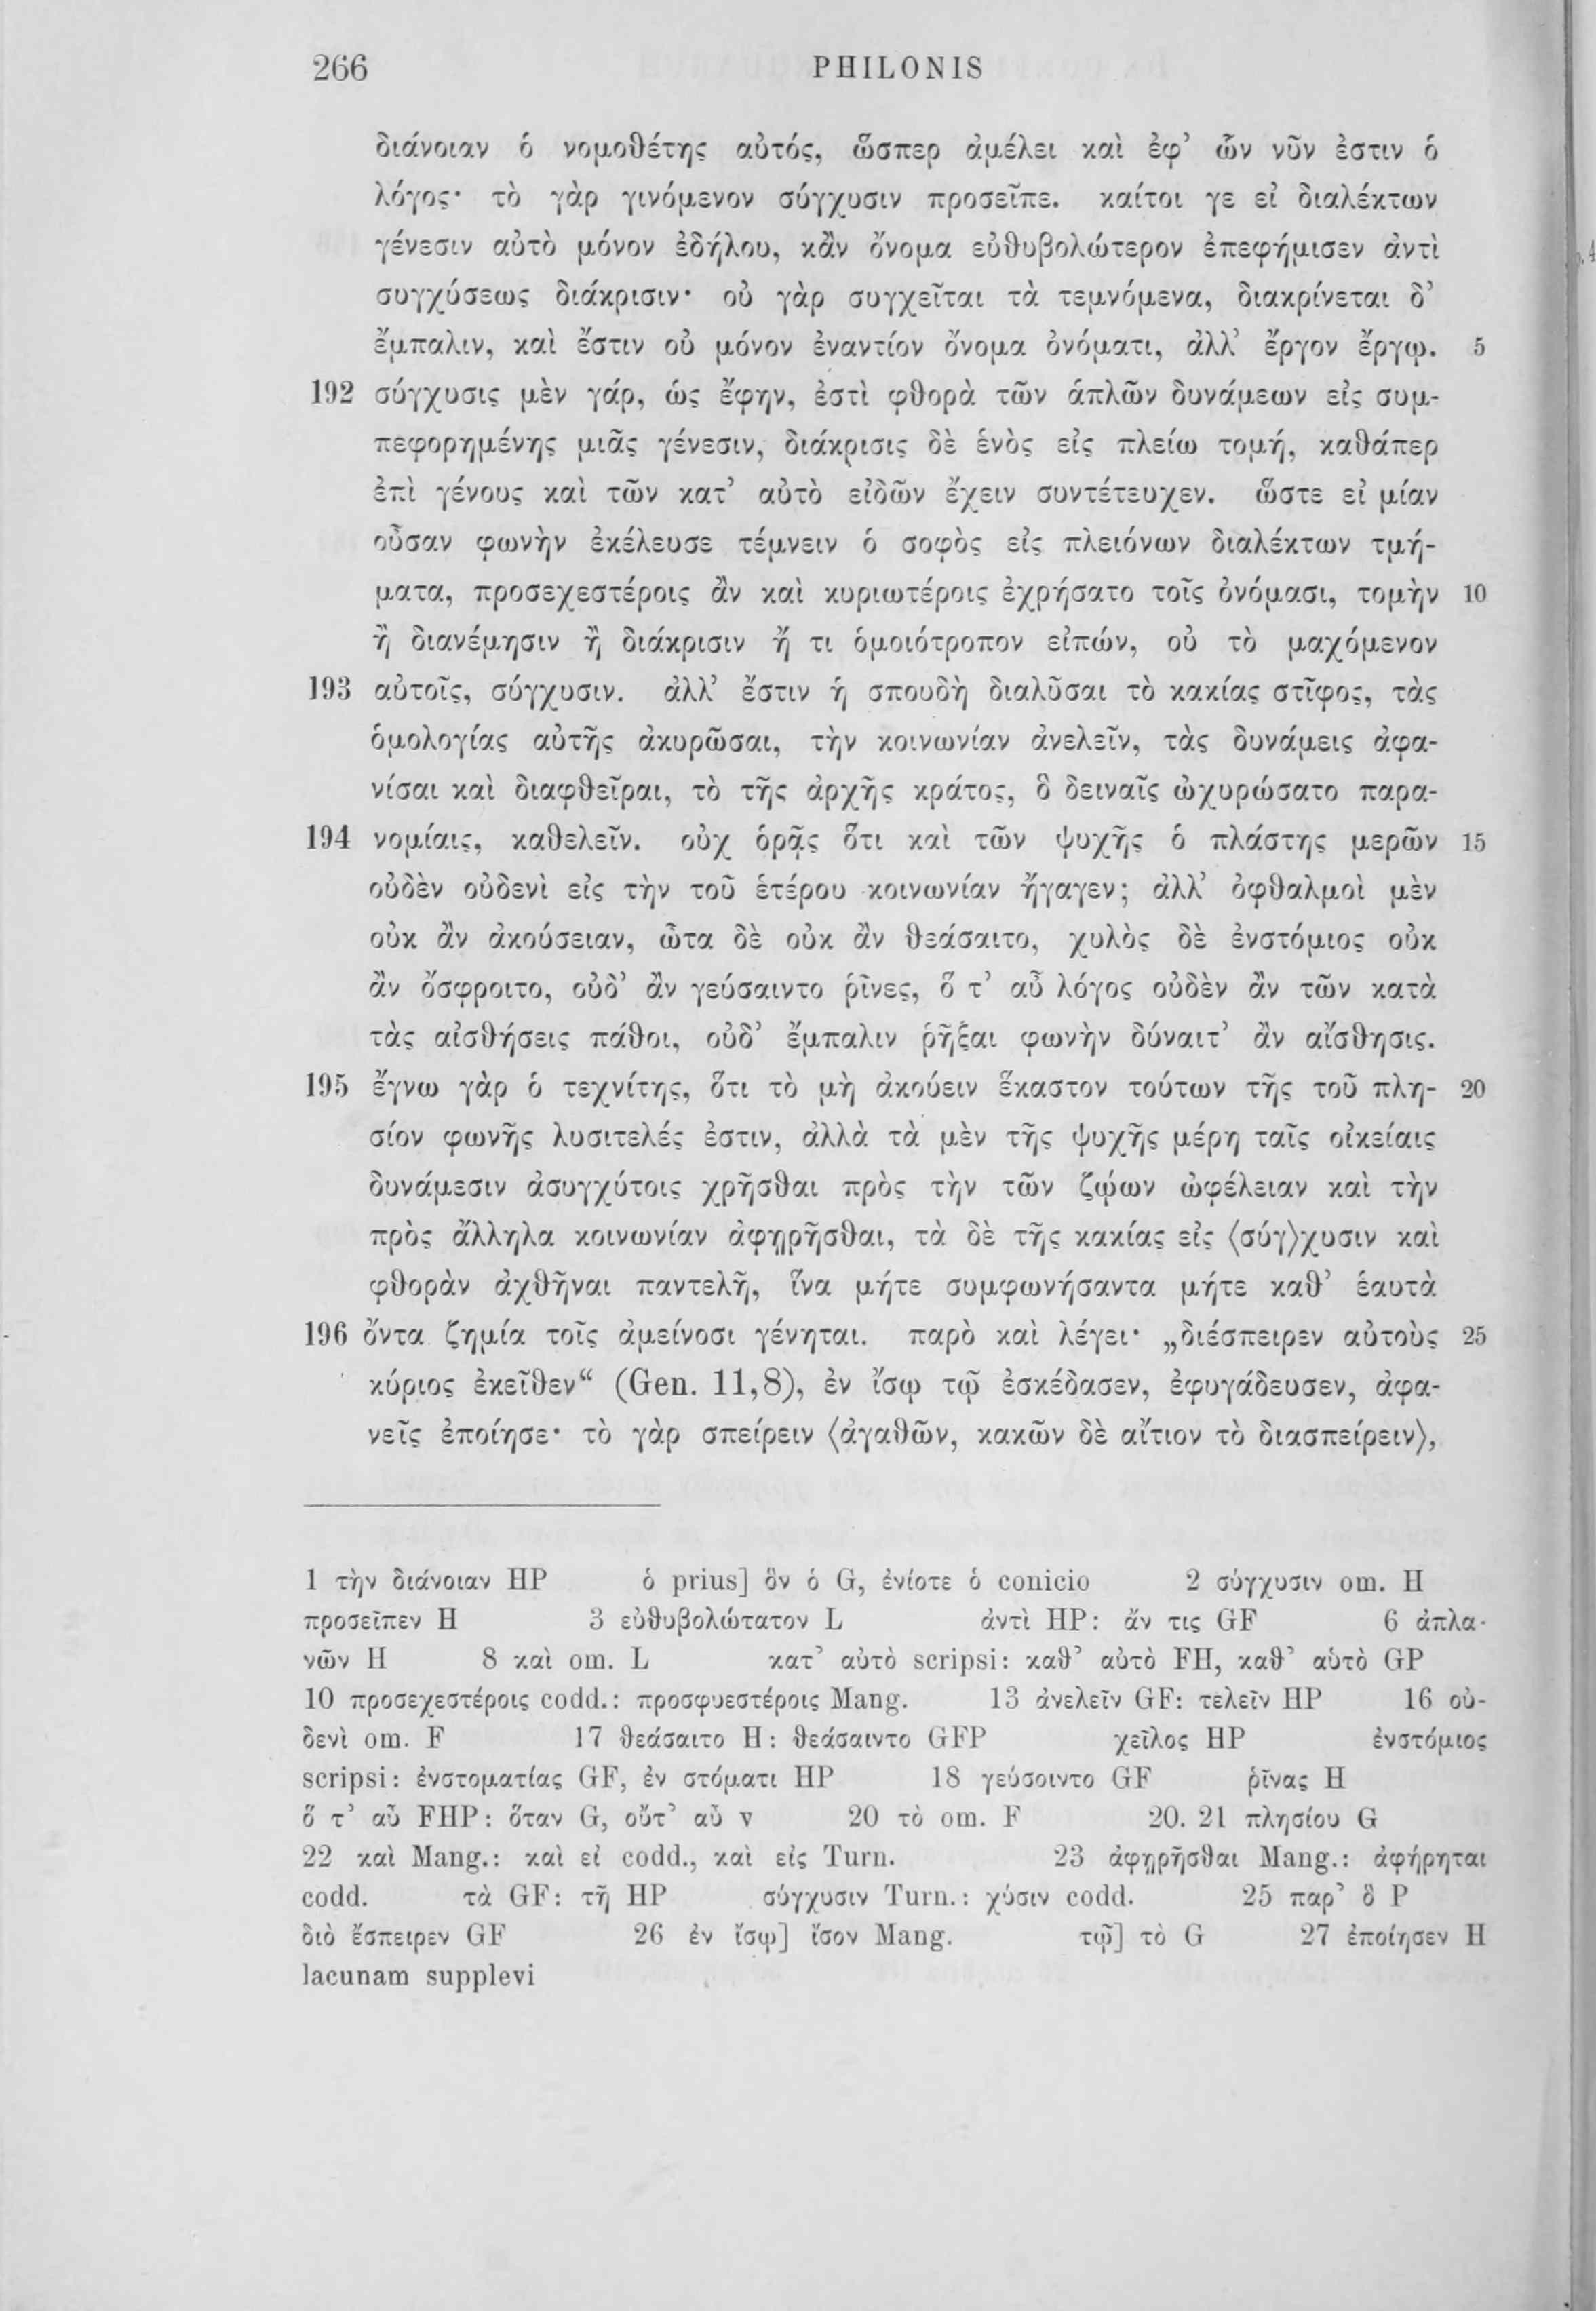 266 PHILONIS
διάνοιαν ὁ νομοθέτης αὐτός, ὥσπερ ἀμέλει καὶ ἐφ’ ὧν νῦν ἐστιν ὁ
λόγος· τὸ γὰρ γινόμενον σύγχυσιν προσεῖπε. καίτοι γε εἰ διαλέκτων
γένεσιν αὐτὸ μόνον ἐδήλου, κἂν ὄνομα εὐθυβολώτερον ἐπεφήμισεν ἀντὶ
συγχύσεως διάκρισιν· οὐ γὰρ συγχεῖται τὰ τεμνόμενα, διακρίνεται δ’
ἔμπαλιν, καὶ ἔστιν οὐ μόνον ἐναντίον ὄνομα ὀνόματι, ἀλλ’ ἔργον ἔργῳ. 5
192 σύγχυσις μὲν γάρ, ὡς ἔφην, ἐστὶ φθορὰ τῶν ἁπλῶν δυνάμεων εἰς συμ-
πεφορημένης μιᾶς γένεσιν, διάκρισις δὲ ἑνὸς εἰς πλείω τομή, καθάπερ
ἐπὶ γένους καὶ τῶν κατ’ αὐτὸ εἰδῶν ἔχειν συντέτευχεν. ὥστε εἰ μίαν
οὖσαν φωνὴν ἐκέλευσε τέμνειν ὁ σοφὸς εἰς πλειόνων διαλέκτων τμή-
ματα, προσεχεστέροις ἂν καὶ κυριωτέροις ἐχρήσατο τοῖς ὀνόμασι, τομὴν 10
ἢ διανέμησιν ἢ διάκρισιν ἤ τι ὁμοιότροπον εἰπών, οὐ τὸ μαχόμενον
193 αὐτοῖς, σύγχυσιν. ἀλλ’ ἔστιν ἡ σπουδὴ διαλῦσαι τὸ κακίας στῖφος, τὰς
ὁμολογίας αὐτῆς ἀκυρῶσαι, τὴν κοινωνίαν ἀνελεῖν, τὰς δυνάμεις ἀφα-
νίσαι καὶ διαφθεῖραι, τὸ τῆς ἀρχῆς κράτος, ὃ δειναῖς ὠχυρώσατο παρα-
194 νομίαις, καθελεῖν. οὐχ ὁρᾷς ὅτι καὶ τῶν ψυχῆς ὁ πλάστης μερῶν 15
οὐδὲν οὐδενὶ εἰς τὴν τοῦ ἑτέρου κοινωνίαν ἤγαγεν; ἀλλ’ ὀφθαλμοὶ μὲν
οὐκ ἂν ἀκούσειαν, ὦτα δὲ οὐκ ἂν θεάσαιτο, χυλὸς δὲ ἐνστόμιος οὐκ
ἂν ὄσφροιτο, οὐδ’ ἂν γεύσαιντο ῥῖνες, ὅ τ’ αὖ λόγος οὐδὲν ἂν τῶν κατὰ
τὰς αἰσθήσεις πάθοι, οὐδ’ ἔμπαλιν ῥῆξαι φωνὴν δύναιτ’ ἂν αἴσθησις.
195 ἔγνω γὰρ ὁ τεχνίτης, ὅτι τὸ μὴ ἀκούειν ἕκαστον τούτων τῆς τοῦ πλη- 20
σίον φωνῆς λυσιτελές ἐστιν, ἀλλὰ τὰ μὲν τῆς ψυχῆς μέρη ταῖς οἰκείαις
δυνάμεσιν ἀσυγχύτοις χρῆσθαι πρὸς τὴν τῶν ζῴων ὠφέλειαν καὶ τὴν
πρὸς ἄλληλα κοινωνίαν ἀφῃρῆσθαι, τὰ δὲ τῆς κακίας εἰς ⟨σύγ⟩χυσιν καὶ
φθορὰν ἀχθῆναι παντελῆ, ἵνα μήτε συμφωνήσαντα μήτε καθ’ ἑαυτὰ
196 ὄντα ζημία τοῖς ἀμείνοσι γένηται. παρὸ καὶ λέγει· „διέσπειρεν αὐτοὺς 25
κύριος ἐκεῖθεν“ (Gen. 11,8), ἐν ἴσῳ τῷ ἐσκέδασεν, ἐφυγάδευσεν, ἀφα-
νεῖς ἐποίησε· τὸ γὰρ σπείρειν ⟨ἀγαθῶν, κακῶν δὲ αἴτιον τὸ διασπείρειν⟩,
1 τὴν διάνοιαν HP ὁ prius] ὃν ὁ G, ἐνίοτε ὁ conicio 2 σύγχυσιν om. H
προσεῖπεν H 3 εὐθυβολώτατον L ἀντὶ HP: ἄν τις GF 6 ἀπλα-
νῶν H 8 καὶ om. L κατ’ αὐτὸ scripsi: καθ’ αὐτὸ FH, καθ’ αὑτὸ GP
10 προσεχεστέροις codd.: προσφυεστέροις Mang. 13 ἀνελεῖν GF: τελεῖν HP 16 οὐ-
δενὶ om. F 17 θεάσαιτο H: θεάσαιντο GFP χεῖλος HP ἐνστόμιος
scripsi: ἐνστοματίας GF, ἐν στόματι HP 18 γεύσοιντο GF ῥῖνας H
ὅ τ’ αὖ FHP: ὅταν G, οὔτ’ αὖ v 20 τὸ om. F 20. 21 πλησίου G
22 καὶ Mang.: καὶ εἰ codd., καὶ εἰς Turn. 23 ἀφῃρῆσθαι Mang.: ἀφῄρηται
codd. τὰ GF: τῇ HP σύγχυσιν Turn.: χύσιν codd. 25 παρ’ ὃ P
διὸ ἔσπειρεν GF 26 ἐν ἴσῳ] ἴσον Mang. τῷ] τὸ G 27 ἐποίησεν H
lacunam supplevi